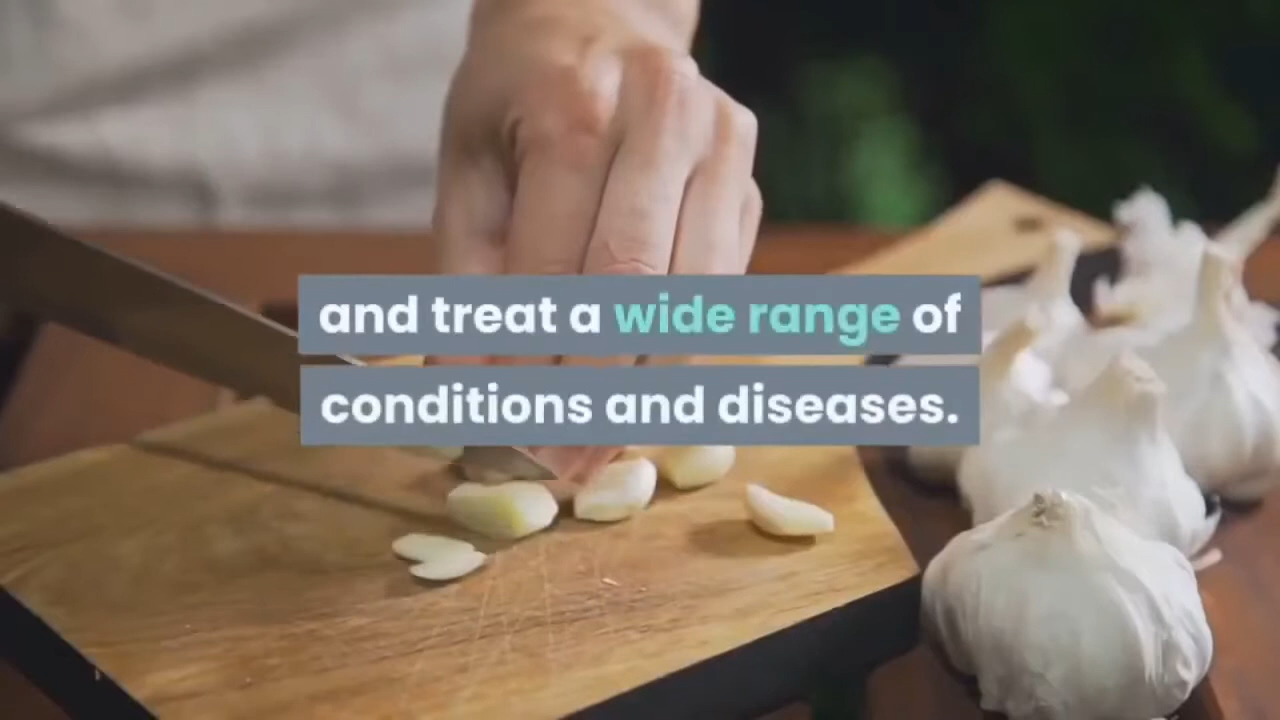 and treat a wide range of
conditions and diseases.